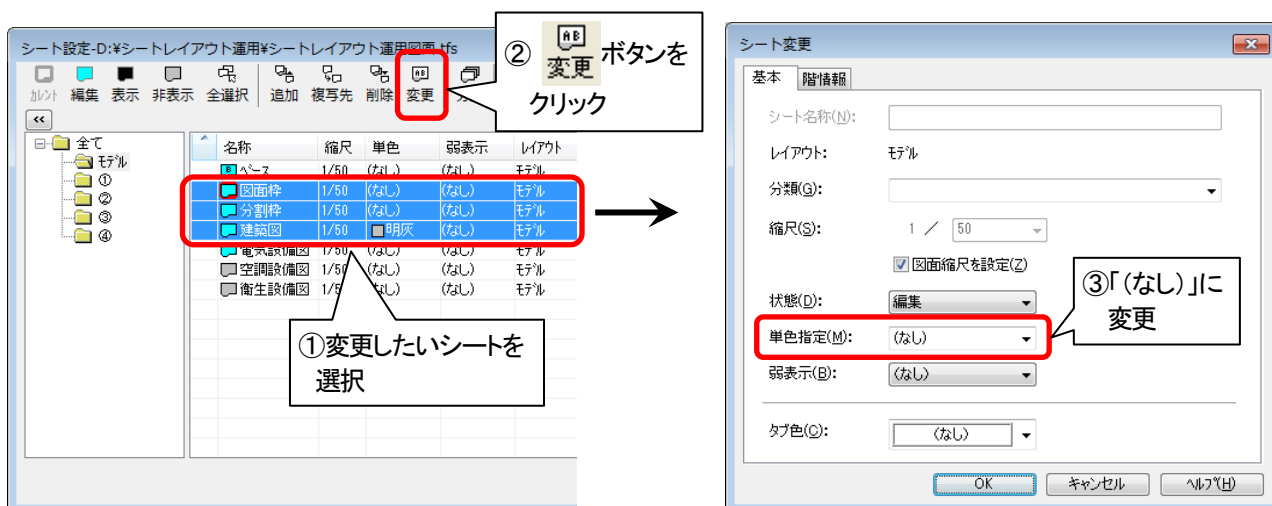 シート設定-D:¥シートレイアウト運用¥シートレイアウト運用図面.tfs
カレント 編集 表示 非表示 全選択 追加 複写先 削除 変更
②変更ボタンを
クリック
<<
全て
モデル
①
②
③
④
名称 縮尺 単色 弱表示 レイアウト
ベース 1/50 (なし) (なし) モデル
図面枠 1/50 (なし) (なし) モデル
分割枠 1/50 (なし) (なし) モデル
建築図 1/50 明灰 (なし) モデル
電気設備図 1/50 (なし) (なし) モデル
空調設備図 1/50 (なし) (なし) モデル
衛生設備図 1/50 (なし) (なし) モデル
①変更したいシートを
選択
シート変更
基本 階情報
シート名称(N):
レイアウト: モデル
分類(G):
縮尺(S): 1 / 50
図面縮尺を設定(Z)
状態(D): 編集
単色指定(M): (なし)
弱表示(B): (なし)
タブ色(C): (なし)
③「(なし)」に
変更
OK キャンセル ヘルプ(H)